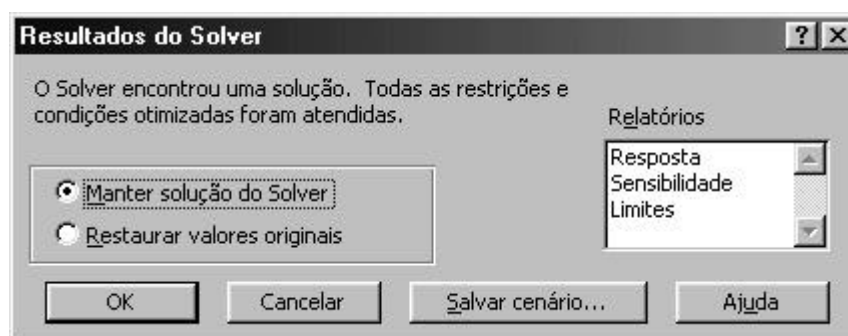 Resultados do Solver
O Solver encontrou uma solução. Todas as restrições e
condições otimizadas foram atendidas.
Relatórios
Resposta
Sensibilidade
Limites
Manter solução do Solver
Restaurar valores originais
OK
Cancelar
Salvar cenário...
Ajuda